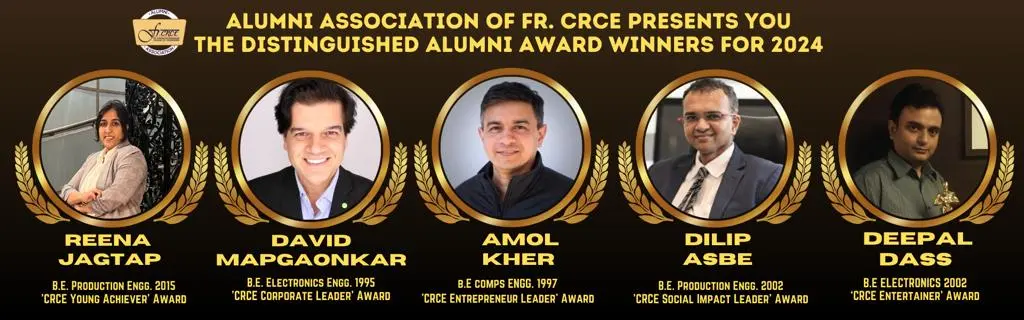 ALUMNI
Frcrce
ASSOCIATION
ALUMNI ASSOCIATION OF FR. CRCE PRESENTS YOU
THE DISTINGUISHED ALUMNI AWARD WINNERS FOR 2024
REENA
JAGTAP
B.E. Production Engg. 2015
'CRCE Young Achiever' Award
DAVID
MAPGAONKAR
B.E. Electronics Engg. 1995
'CRCE Corporate Leader' Award
AMOL
KHER
B.E COMPS ENGG. 1997
'CRCE Entrepreneur Leader' Award
DILIP
ASBE
B.E. Production Engg. 2002
'CRCE Social Impact Leader' Award
DEEPAL
DASS
B.E ELECTRONICS 2002
'CRCE Entertainer' Award